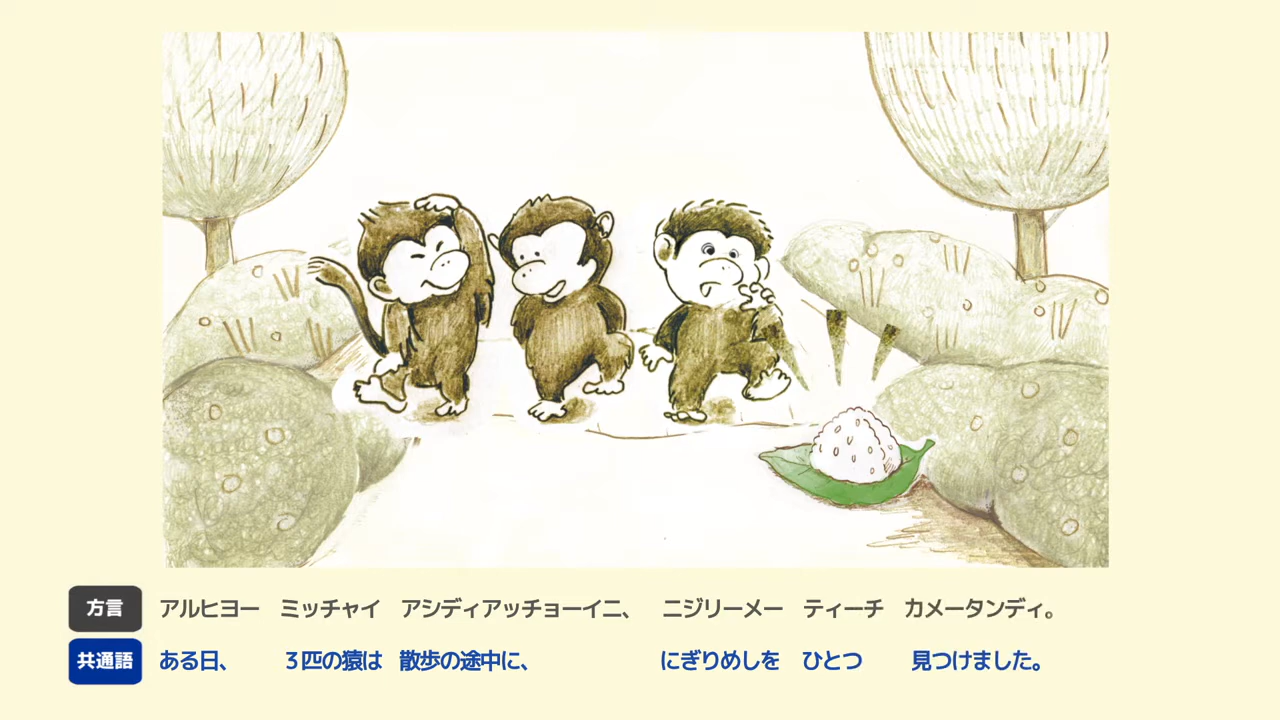 方言 アルヒヨー ミッチャイ アシディアッチョーイニ、 ニジリーメー ティーチ カメータンディ。
共通語 ある日、 3匹の猿は 散歩の途中に、 にぎりめしを ひとつ 見つけました。